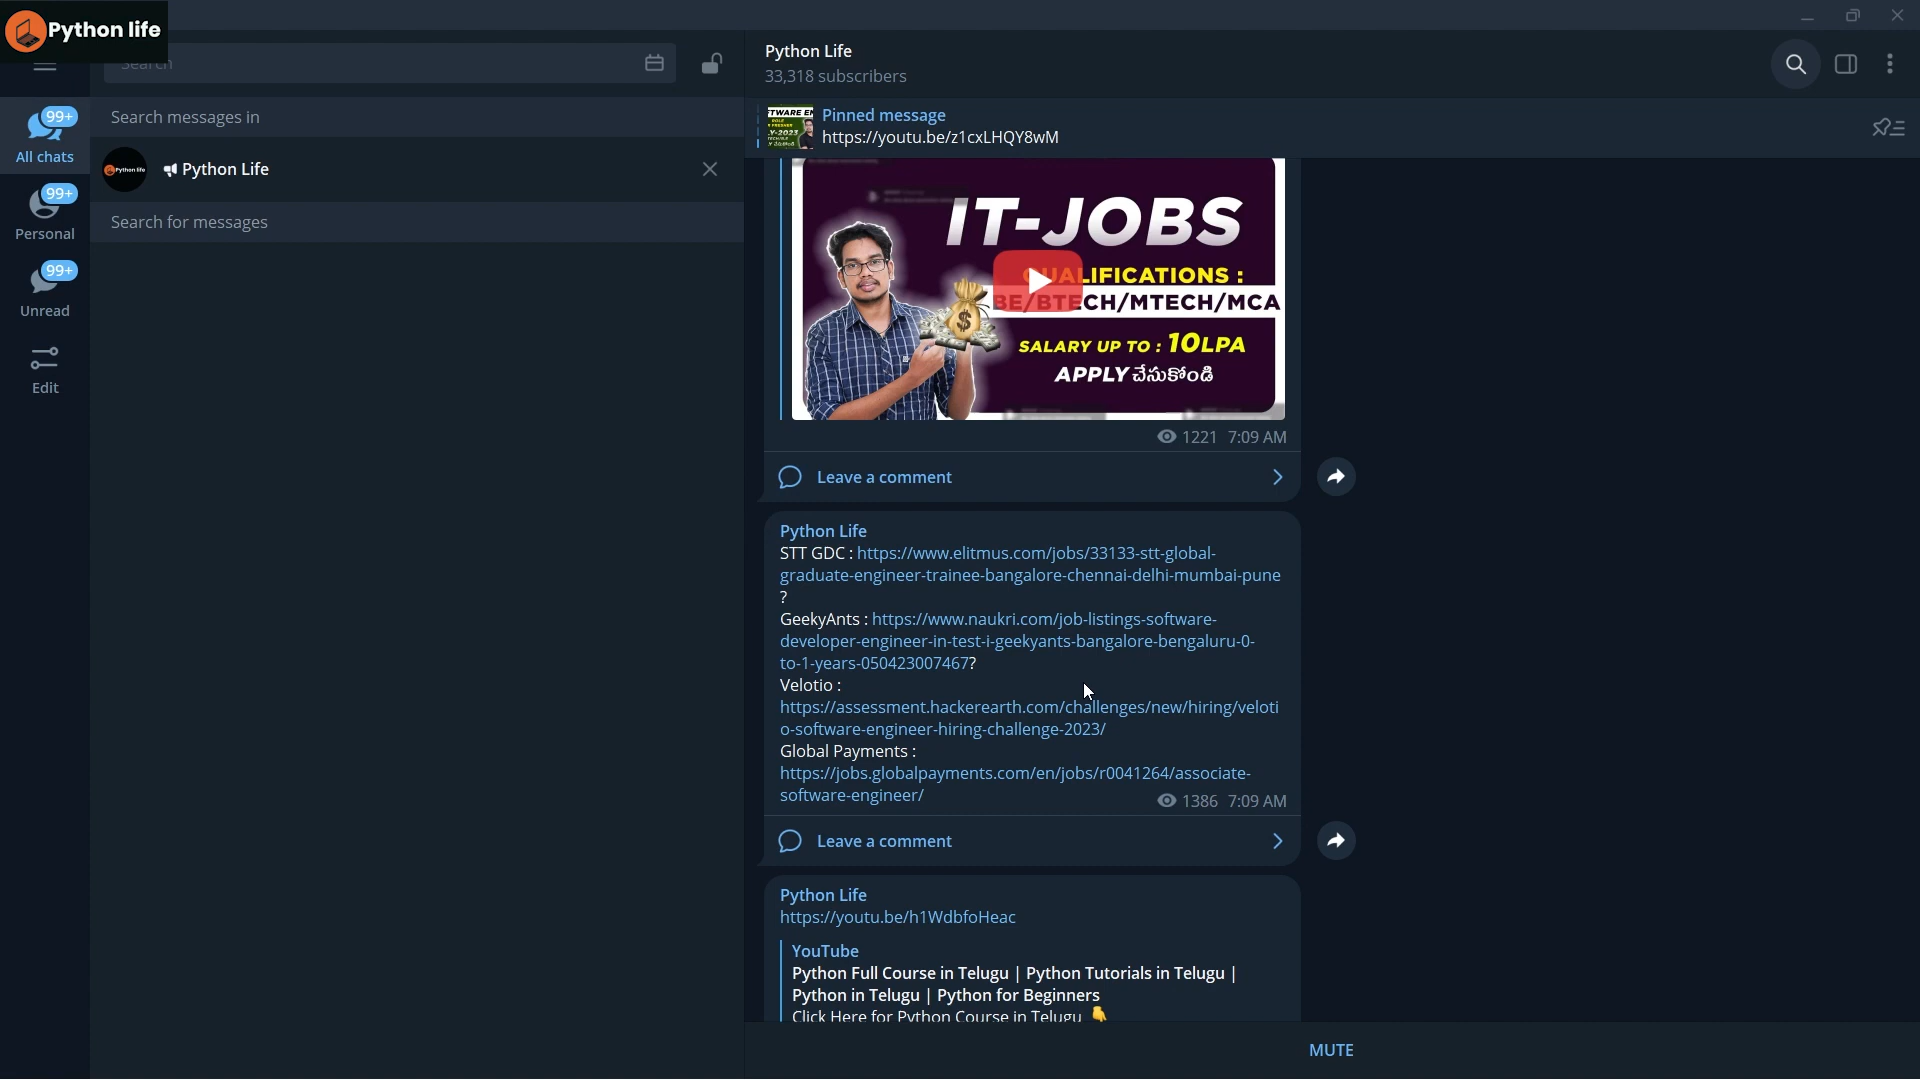 Python life
Search
Python Life
33,318 subscribers
99+
All chats
99+
Personal
99+
Unread
Edit
Search messages in
Python life
Python Life
Search for messages
Pinned message
https://youtu.be/z1cxLHQY8wM
IT-JOBS
QUALIFICATIONS :
BE/BTECH/MTECH/MCA
SALARY UP TO : 10LPA
APPLY చేసుకోండి
1221 7:09 AM
Leave a comment
Python Life
STT GDC : https://www.elitmus.com/jobs/33133-stt-global-
graduate-engineer-trainee-bangalore-chennai-delhi-mumbai-pune
?
GeekyAnts : https://www.naukri.com/job-listings-software-
developer-engineer-in-test-i-geekyants-bangalore-bengaluru-0-
to-1-years-050423007467?
Velotio :
https://assessment.hackerearth.com/challenges/new/hiring/veloti
o-software-engineer-hiring-challenge-2023/
Global Payments :
https://jobs.globalpayments.com/en/jobs/r0041264/associate-
software-engineer/
1386 7:09 AM
Leave a comment
Python Life
https://youtu.be/h1WdbfoHeac
YouTube
Python Full Course in Telugu | Python Tutorials in Telugu |
Python in Telugu | Python for Beginners
Click Here for Python Course in Telugu 👇
MUTE